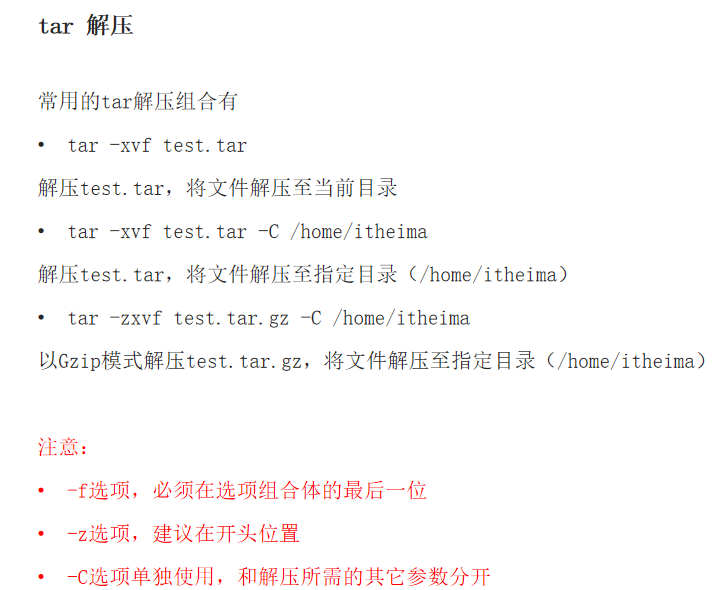 tar 解压
常用的tar解压组合有
• tar -xvf test.tar
解压test.tar，将文件解压至当前目录
• tar -xvf test.tar -C /home/itheima
解压test.tar，将文件解压至指定目录（/home/itheima）
• tar -zxvf test.tar.gz -C /home/itheima
以Gzip模式解压test.tar.gz，将文件解压至指定目录（/home/itheima）
注意：
• -f选项，必须在选项组合体的最后一位
• -z选项，建议在开头位置
• -C选项单独使用，和解压所需的其它参数分开